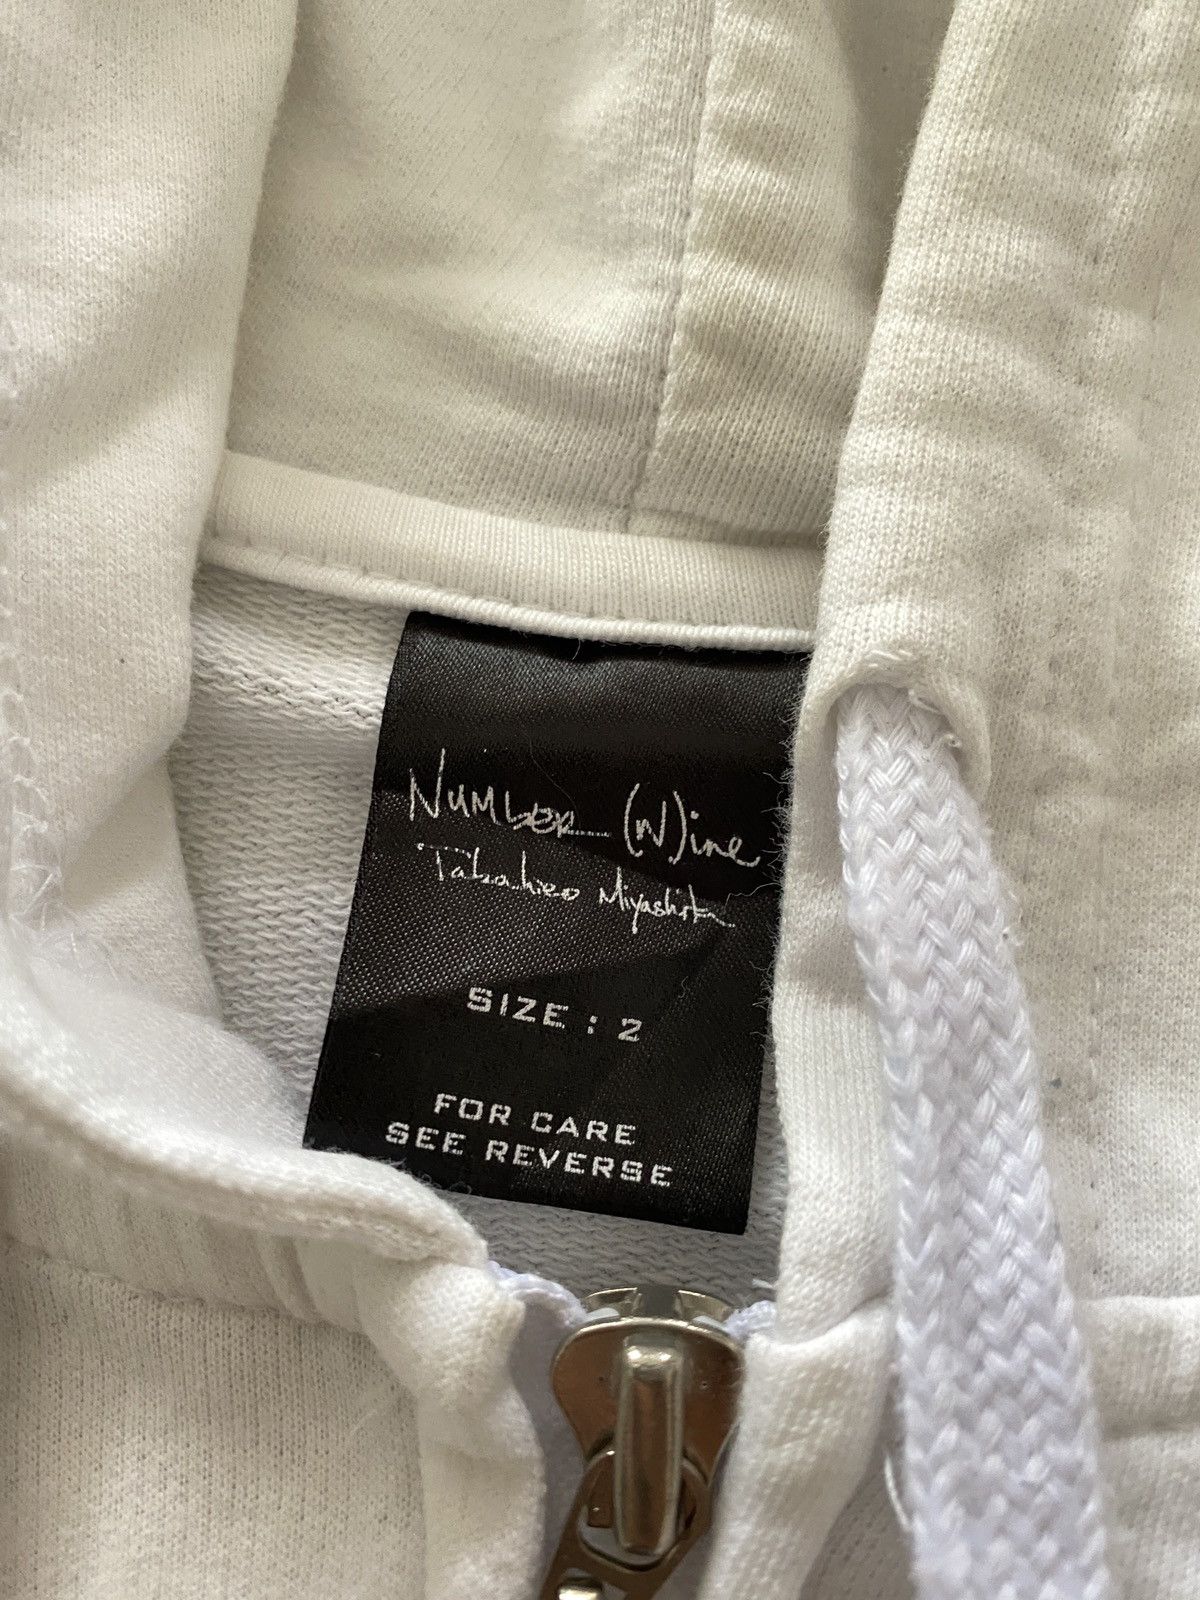 Number (N)ine
Takahiro Miyashita
SIZE : 2
FOR CARE
SEE REVERSE